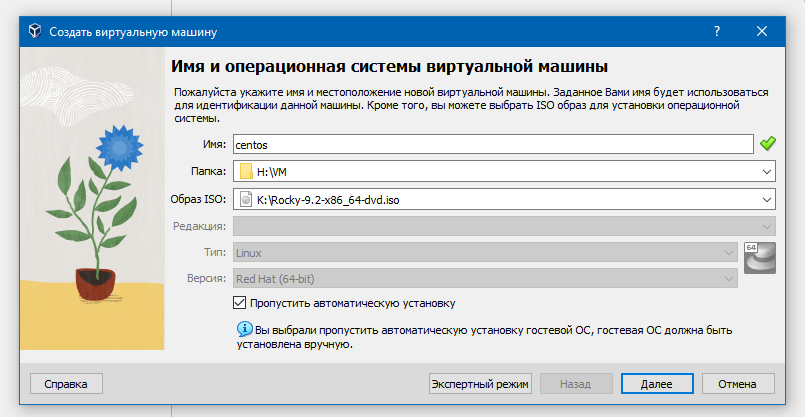 Создать виртуальную машину
?
Имя и операционная системы виртуальной машины
Пожалуйста укажите имя и местоположение новой виртуальной машины. Заданное Вами имя будет использоваться
для идентификации данной машины. Кроме того, вы можете выбрать ISO образ для установки операционной
системы.
Имя: centos
Папка: H:\VM
Образ ISO: K:\Rocky-9.2-x86_64-dvd.iso
Редакция:
Тип: Linux 64
Версия: Red Hat (64-bit)
Пропустить автоматическую установку
Вы выбрали пропустить автоматическую установку гостевой ОС, гостевая ОС должна быть
установлена вручную.
Справка Экспертный режим Назад Далее Отмена